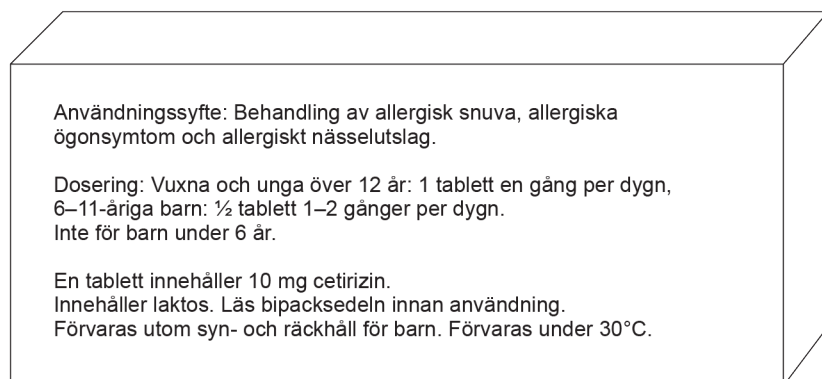 Användningssyfte: Behandling av allergisk snuva, allergiska
ögonsymtom och allergiskt nässelutslag.
Dosering: Vuxna och unga över 12 år: 1 tablett en gång per dygn,
6–11-åriga barn: ½ tablett 1–2 gånger per dygn.
Inte för barn under 6 år.
En tablett innehåller 10 mg cetirizin.
Innehåller laktos. Läs bipacksedeln innan användning.
Förvaras utom syn- och räckhåll för barn. Förvaras under 30°C.